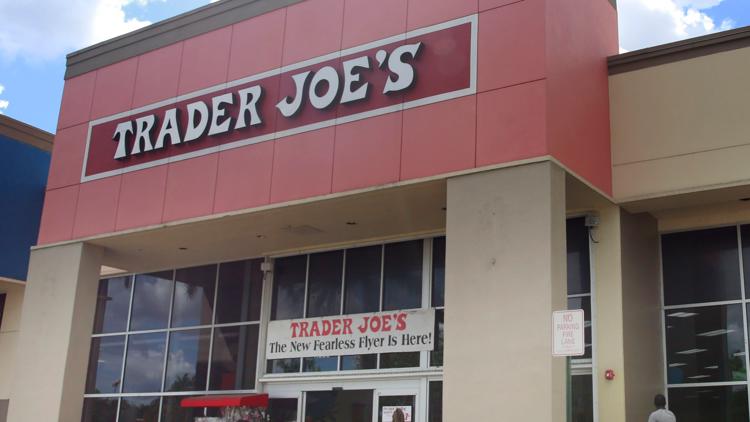 TRADER JOE'S
TRADER JOE'S
The New Fearless Flyer Is Here!
NO
PARKING
FIRE
LANE